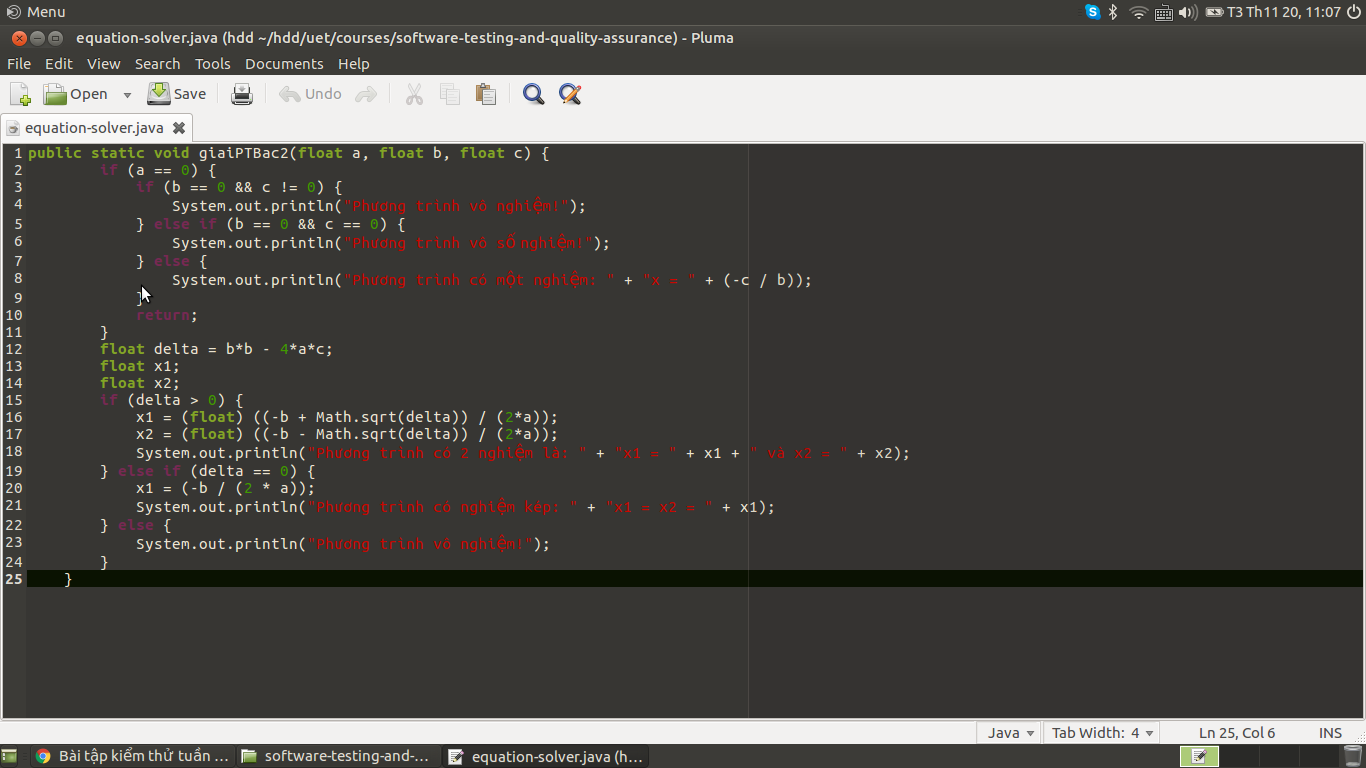 Menu T3 Th11 20, 11:07
equation-solver.java (hdd ~/hdd/uet/courses/software-testing-and-quality-assurance) - Pluma
File Edit View Search Tools Documents Help
Open Save Undo
equation-solver.java
1 public static void giaiPTBac2(float a, float b, float c) {
2 if (a == 0) {
3 if (b == 0 && c != 0) {
4 System.out.println("Phương trình vô nghiệm!");
5 } else if (b == 0 && c == 0) {
6 System.out.println("Phương trình vô số nghiệm!");
7 } else {
8 System.out.println("Phương trình có một nghiệm: " + "x = " + (-c / b));
9 }
10 return;
11 }
12 float delta = b*b - 4*a*c;
13 float x1;
14 float x2;
15 if (delta > 0) {
16 x1 = (float) ((-b + Math.sqrt(delta)) / (2*a));
17 x2 = (float) ((-b - Math.sqrt(delta)) / (2*a));
18 System.out.println("Phương trình có 2 nghiệm là: " + "x1 = " + x1 + " và x2 = " + x2);
19 } else if (delta == 0) {
20 x1 = (-b / (2 * a));
21 System.out.println("Phương trình có nghiệm kép: " + "x1 = x2 = " + x1);
22 } else {
23 System.out.println("Phương trình vô nghiệm!");
24 }
25 }
Java Tab Width: 4 Ln 25, Col 6 INS
Bài tập kiểm thử tuần ... software-testing-and-... equation-solver.java (h...